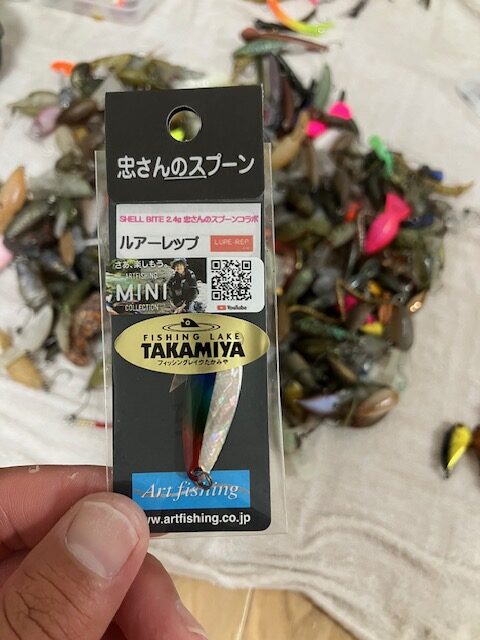 忠さんのスプーン
SHELL BITE 2.4g 忠さんのスプーンコラボ
ルアーレップ
LURE REP
さあ、楽しもう。
ARTFISHING
MINI
COLLECTION
YouTube
FISHING LAKE
TAKAMIYA
フィッシングレイクたかみや
Art fishing
www.artfishing.co.jp